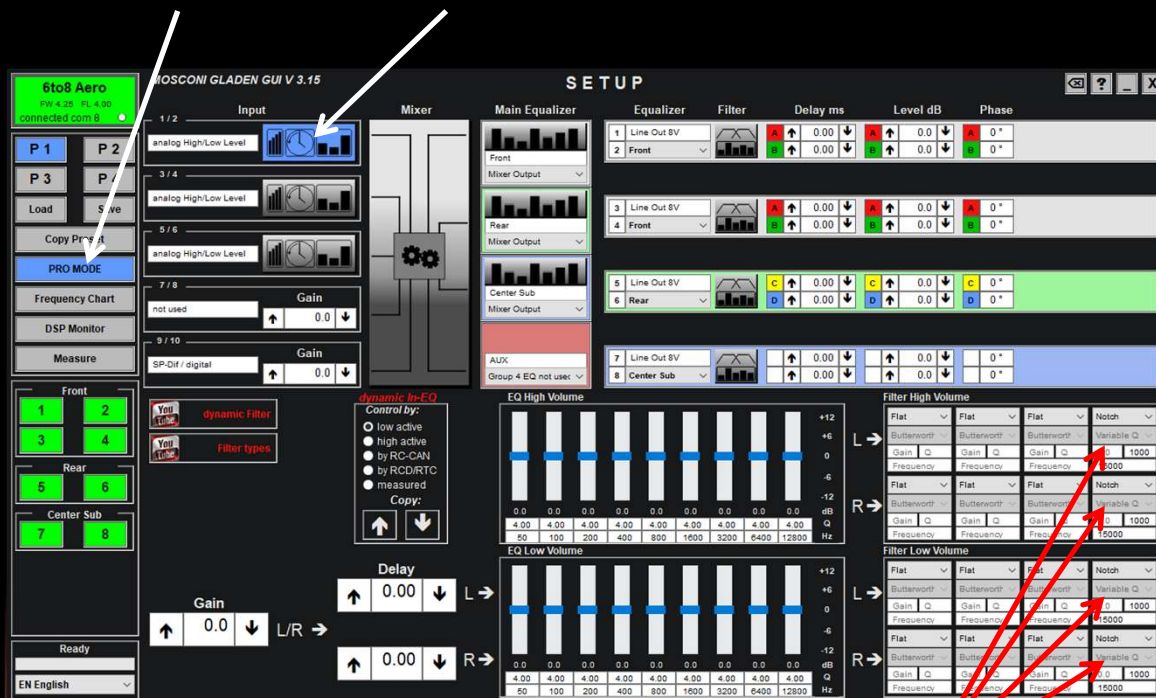 MOSCONI GLADEN GUI V 3.15
SETUP
? _ X
6to8 Aero
FW 4.25 FL 4.00
connected com 8
P 1 P 2
P 3
Load Save
Copy Preset
PRO MODE
Frequency Chart
DSP Monitor
Measure
Front
1 2
3 4
Rear
5 6
Center Sub
7 8
Ready
EN English
Input
1 / 2
analog High/Low Level
3 / 4
analog High/Low Level
5 / 6
analog High/Low Level
7 / 8
not used
Gain
0.0
9 / 10
SP-Dif / digital
Gain
0.0
Mixer
Main Equalizer
Front
Mixer Output
Rear
Mixer Output
Center Sub
Mixer Output
AUX
Group 4 EQ not usec
Equalizer Filter Delay ms Level dB Phase
1 Line Out 8V A 0.00 A 0.0 A 0 °
2 Front B 0.00 B 0.0 B 0 °
3 Line Out 8V A 0.00 A 0.0 A 0 °
4 Front B 0.00 B 0.0 B 0 °
5 Line Out 8V C 0.00 C 0.0 C 0 °
6 Rear D 0.00 D 0.0 D 0 °
7 Line Out 8V 0.00 0.0 0 °
8 Center Sub 0.00 0.0 0 °
You Tube dynamic Filter
You Tube Filter types
dynamic In-EQ
Control by:
low active
high active
by RC-CAN
by RCD/RTC
measured
Copy:
Gain
0.0
L/R
Delay
0.00 L
0.00 R
EQ High Volume
+12
+6
0
-6
-12
0.0 0.0 0.0 0.0 0.0 0.0 0.0 0.0 0.0 dB
4.00 4.00 4.00 4.00 4.00 4.00 4.00 4.00 4.00 Q
50 100 200 400 800 1600 3200 6400 12800 Hz
EQ Low Volume
+12
+6
0
-6
-12
0.0 0.0 0.0 0.0 0.0 0.0 0.0 0.0 0.0 dB
4.00 4.00 4.00 4.00 4.00 4.00 4.00 4.00 4.00 Q
50 100 200 400 800 1600 3200 6400 12800 Hz
Filter High Volume
L
Flat Flat Flat Notch
Butterworth Butterworth Butterworth Variable Q
Gain Q Gain Q Gain Q 1000
Frequency Frequency Frequency
R
Flat Flat Flat Notch
Butterworth Butterworth Butterworth Variable Q
Gain Q Gain Q Gain Q 1000
Frequency Frequency Frequency 15000
Filter Low Volume
L
Flat Flat Flat Notch
Butterworth Butterworth Butterworth Variable Q
Gain Q Gain Q Gain Q 1000
Frequency Frequency Frequency 15000
R
Flat Flat Flat Notch
Butterworth Butterworth Butterworth Variable Q
Gain Q Gain Q Gain Q 0.0 1000
Frequency Frequency Frequency 15000